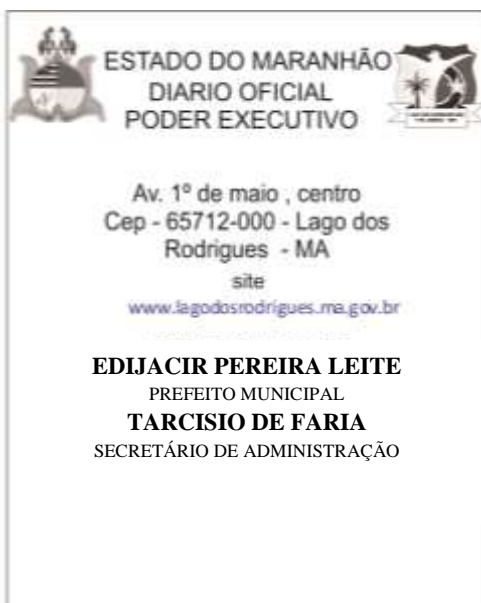 ESTADO DO MARANHÃO
DIARIO OFICIAL
PODER EXECUTIVO
Av. 1º de maio , centro
Cep - 65712-000 - Lago dos
Rodrigues - MA
site
www.lagodosrodrigues.ma.gov.br
EDIJACIR PEREIRA LEITE
PREFEITO MUNICIPAL
TARCISIO DE FARIA
SECRETÁRIO DE ADMINISTRAÇÃO